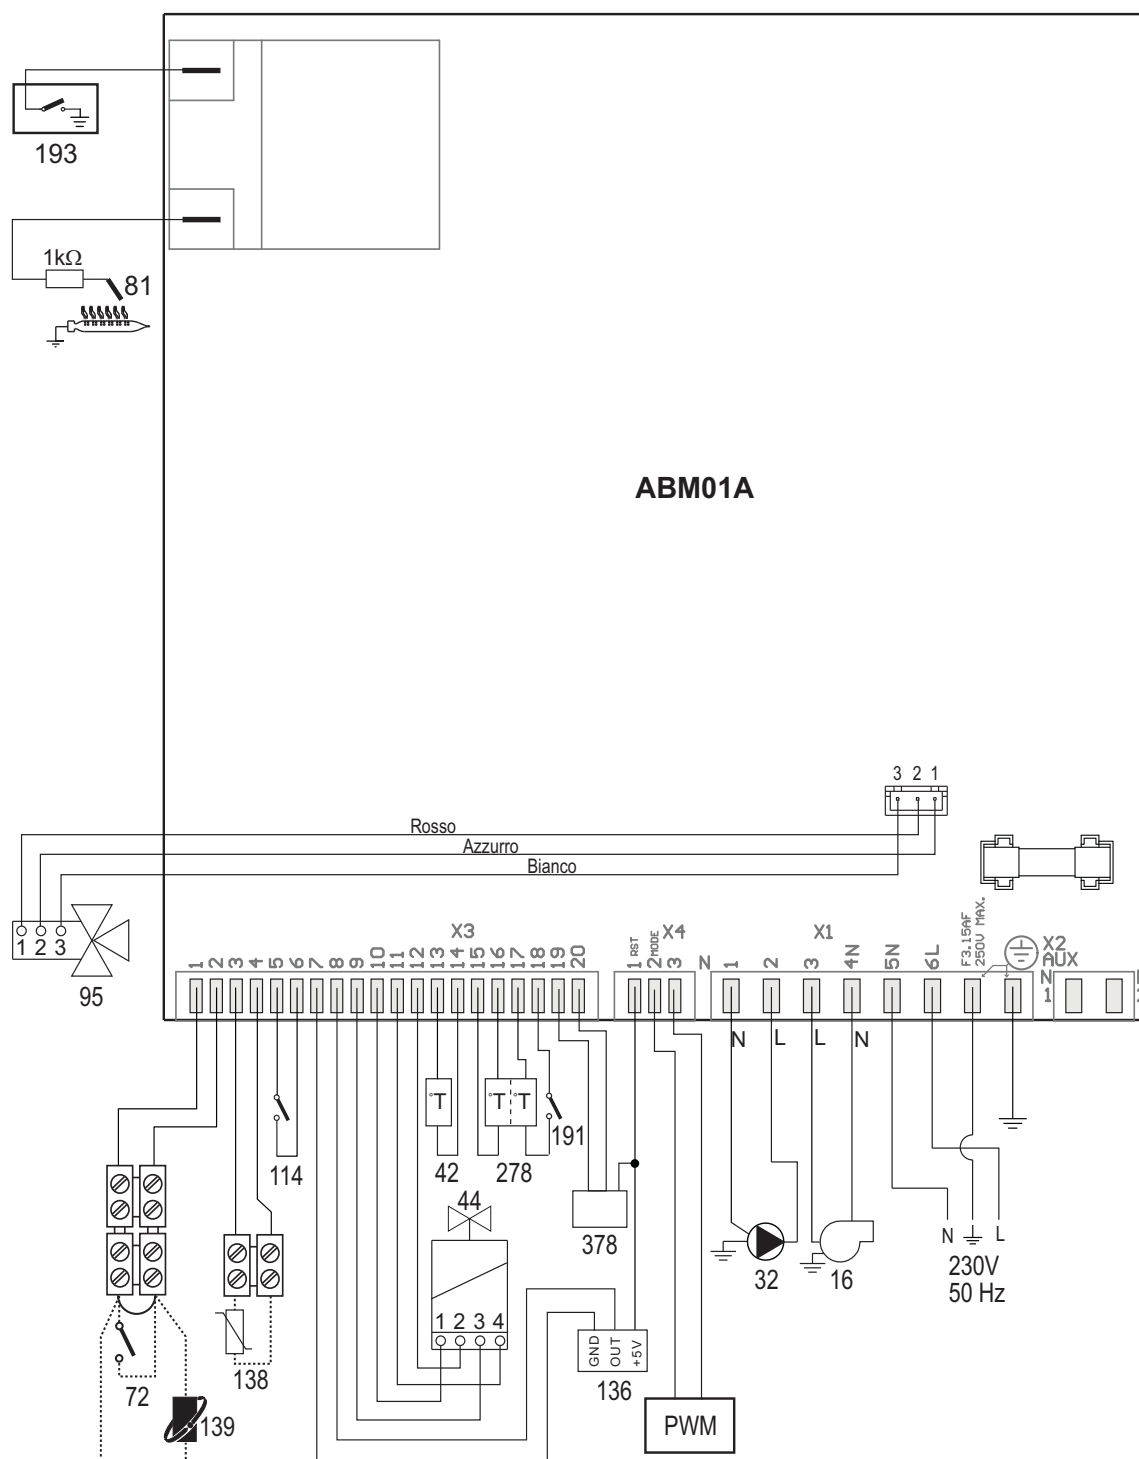 193
1kΩ
81
ABM01A
3 2 1
Rosso
Azzurro
Bianco
1 2 3
95
X3
1 2 3 4 5 6 7 8 9 10 11 12 13 14 15 16 17 18 19 20
X4
1 RST
2 MODE
3
N
X1
1 2 3 4N 5N 6L
F3.15AF
250V MAX.
X2
AUX
N
1
N L L N
114
42
278
191
44
378
32
16
N L
230V
50 Hz
1 2 3 4
GND
OUT
+5V
136
PWM
72
138
139